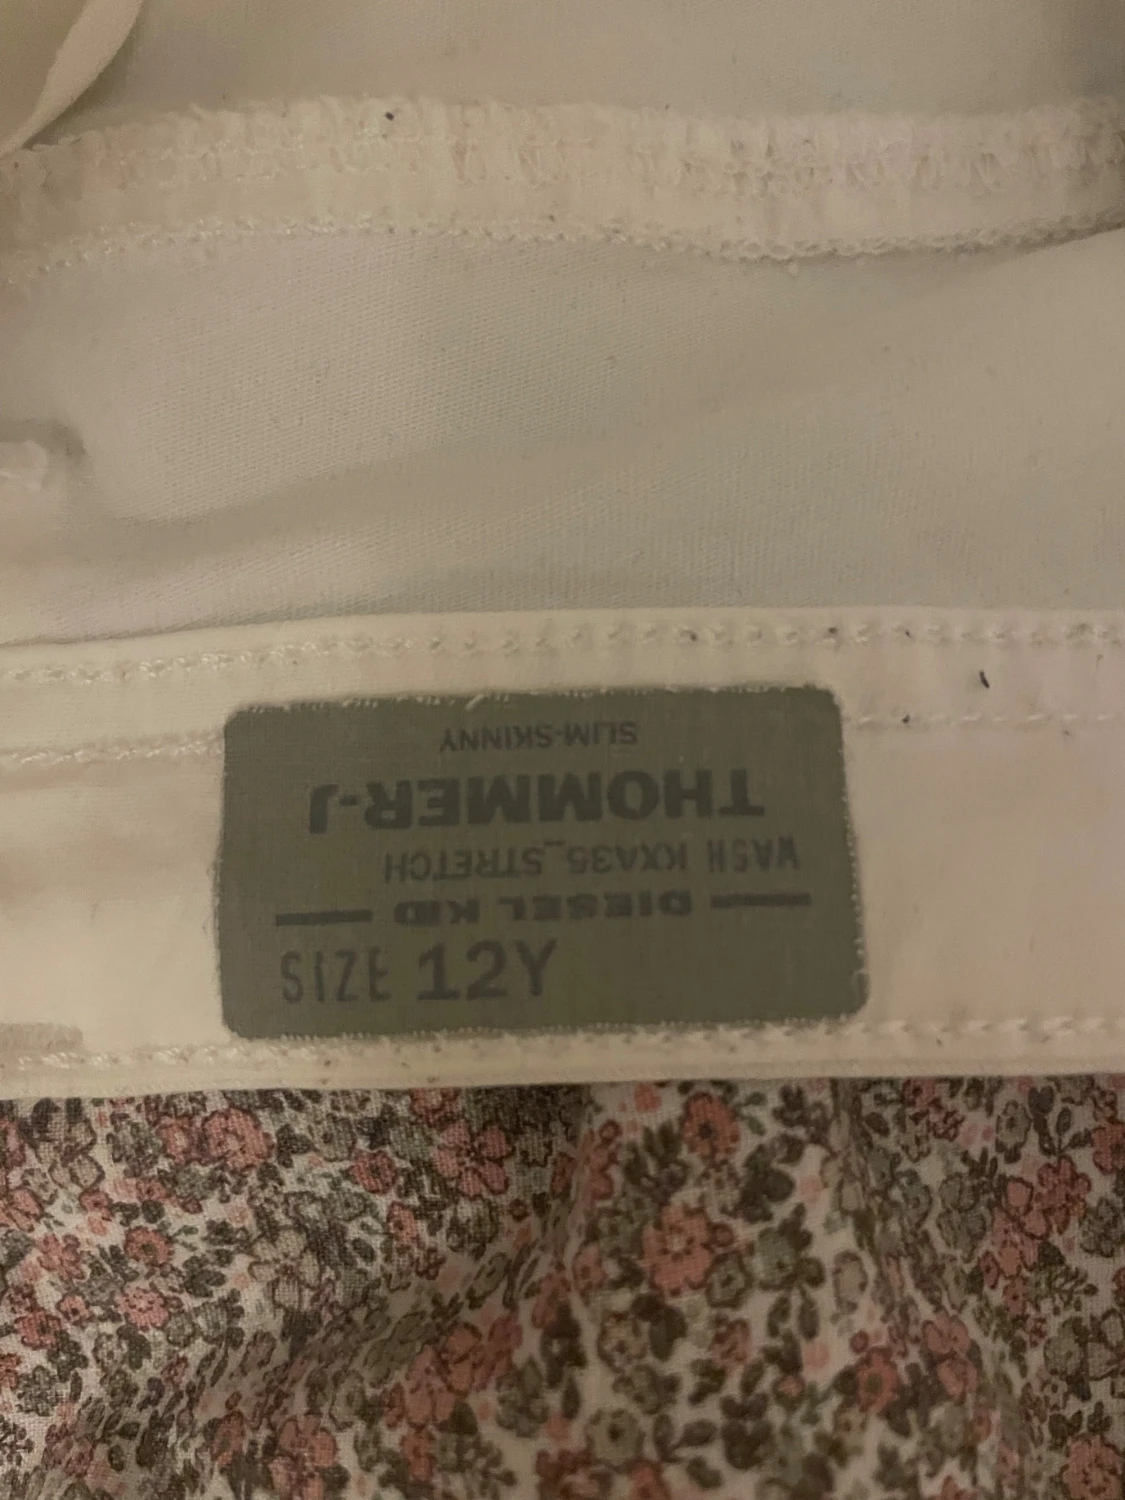 SLIM-SKINNY
THOMMER-J
WASH KXA35_STRETCH
DIESEL KID
SIZE 12Y